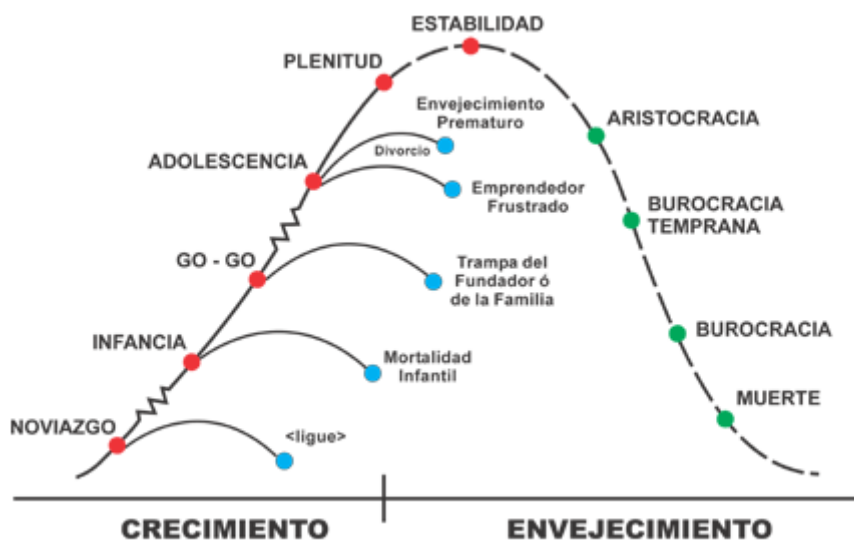 ESTABILIDAD
PLENITUD
Envejecimiento
Prematuro
ARISTOCRACIA
Divorcio
ADOLESCENCIA
Emprendedor
Frustrado
BUROCRACIA
TEMPRANA
GO - GO
Trampa del
Fundador ó
de la Familia
INFANCIA
BUROCRACIA
Mortalidad
Infantil
MUERTE
NOVIAZGO
<ligue>
CRECIMIENTO
ENVEJECIMIENTO